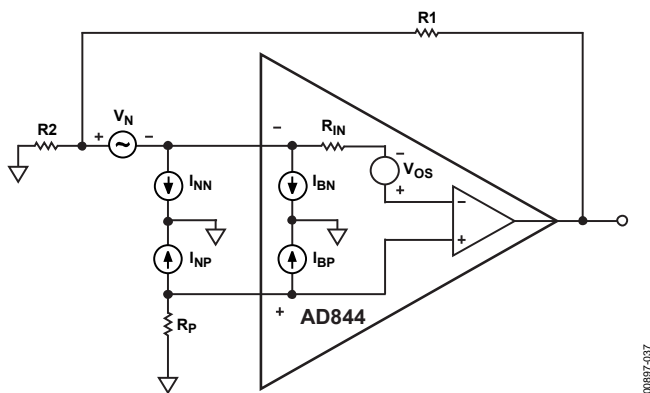 R1
V_N
R2
+
−
−
R_IN
−
V_OS
+
I_NN
I_BN
−
+
I_NP
I_BP
R_P
+
AD844
00897-037